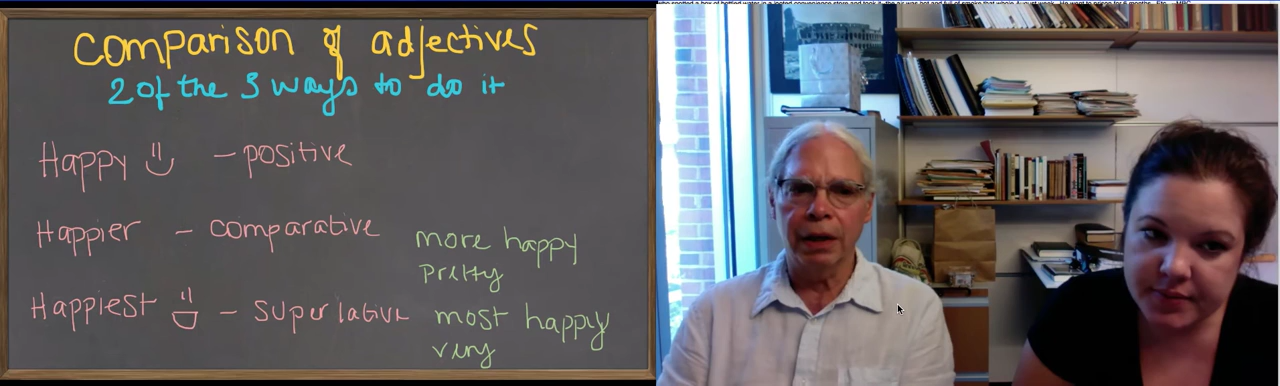 Comparison of adjectives
2 of the 3 ways to do it
Happy - positive
Happier - comparative
more happy
pretty
Happiest - superlative
most happy
very